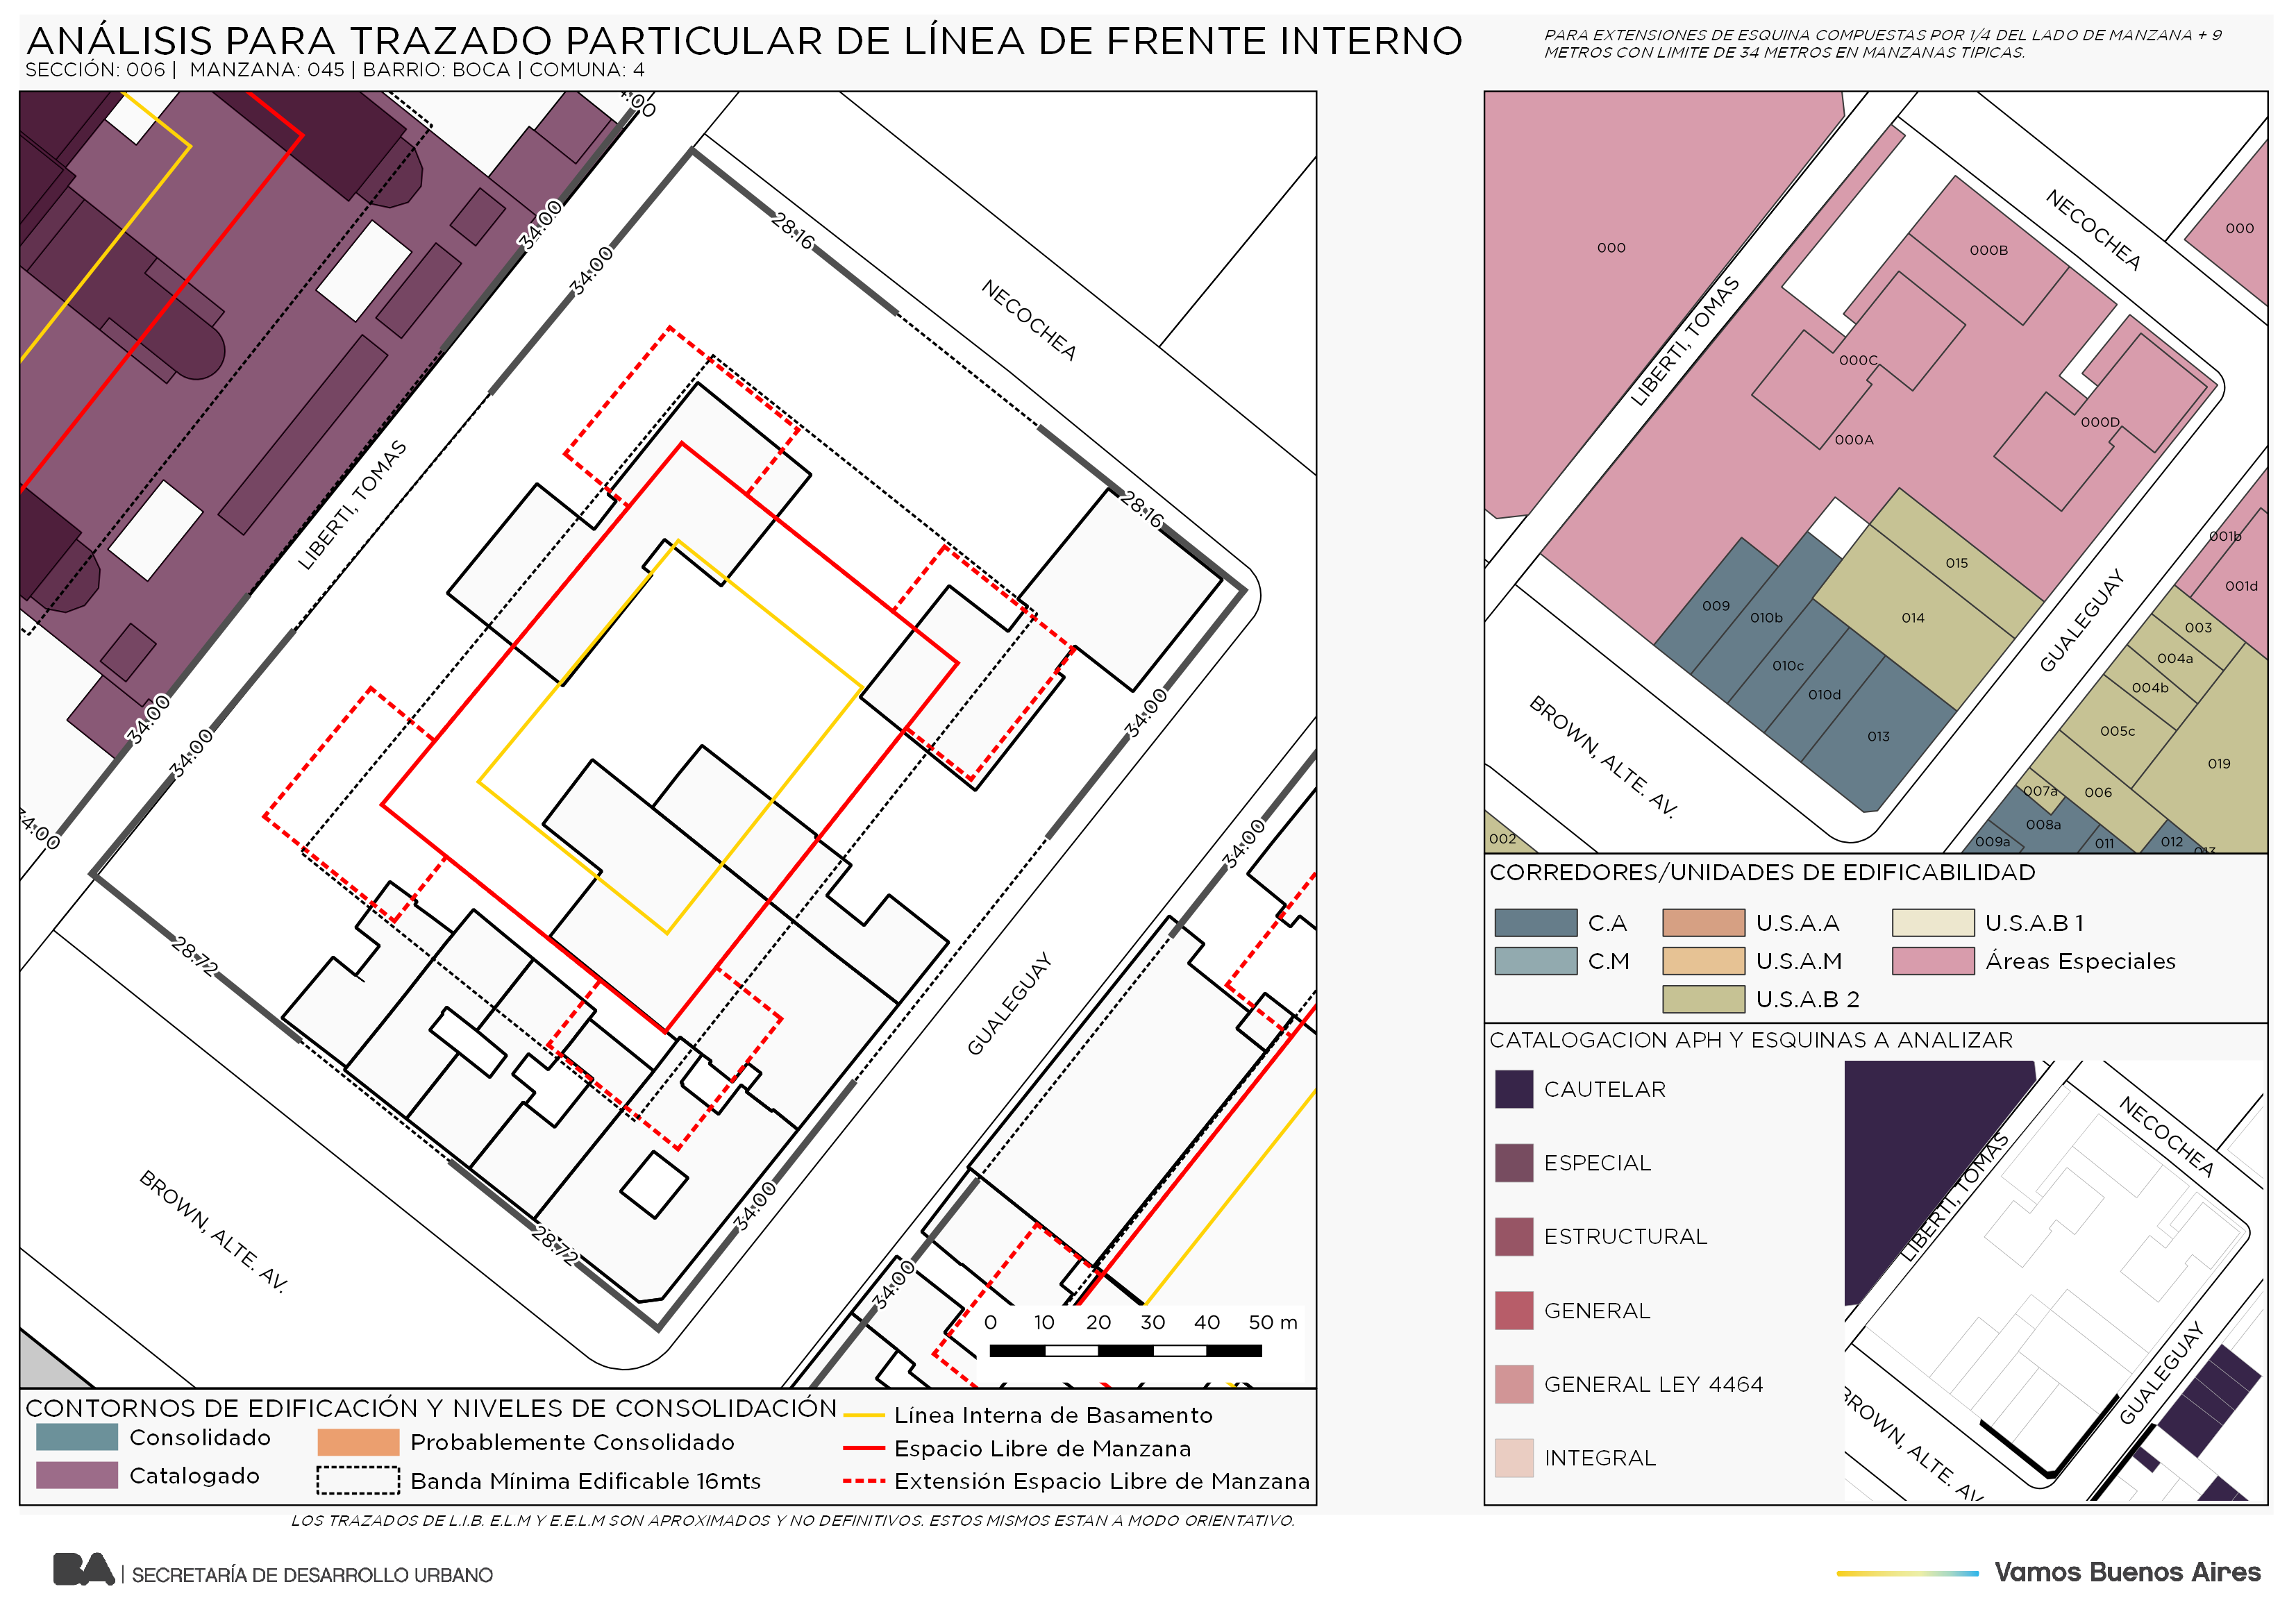 ANÁLISIS PARA TRAZADO PARTICULAR DE LÍNEA DE FRENTE INTERNO
SECCIÓN: 006 | MANZANA: 045 | BARRIO: BOCA | COMUNA: 4
PARA EXTENSIONES DE ESQUINA COMPUESTAS POR 1/4 DEL LADO DE MANZANA + 9
METROS CON LIMITE DE 34 METROS EN MANZANAS TIPICAS.
34:00
34:00
28:16
NECOCHEA
28:16
LIBERTI, TOMAS
34:00
34:00
34:00
34:00
34:00
28:72
GUALEGUAY
BROWN, ALTE. AV.
28:72
34:00
34:00
0 10 20 30 40 50 m
CONTORNOS DE EDIFICACIÓN Y NIVELES DE CONSOLIDACIÓN
Consolidado
Catalogado
Probablemente Consolidado
Banda Mínima Edificable 16mts
Línea Interna de Basamento
Espacio Libre de Manzana
Extensión Espacio Libre de Manzana
000
NECOCHEA
000
000B
LIBERTI, TOMAS
000C
000D
000A
001b
001d
015
009
010b
014
GUALEGUAY
003
004a
010c
004b
010d
005c
013
019
BROWN, ALTE. AV.
007a
006
008a
002
009a
011
012
013
CORREDORES/UNIDADES DE EDIFICABILIDAD
C.A
C.M
U.S.A.A
U.S.A.M
U.S.A.B 2
U.S.A.B 1
Áreas Especiales
CATALOGACION APH Y ESQUINAS A ANALIZAR
CAUTELAR
ESPECIAL
ESTRUCTURAL
GENERAL
GENERAL LEY 4464
INTEGRAL
NECOCHEA
LIBERTI, TOMAS
GUALEGUAY
BROWN, ALTE. AV.
LOS TRAZADOS DE L.I.B. E.L.M Y E.E.L.M SON APROXIMADOS Y NO DEFINITIVOS. ESTOS MISMOS ESTAN A MODO ORIENTATIVO.
BA | SECRETARÍA DE DESARROLLO URBANO
Vamos Buenos Aires